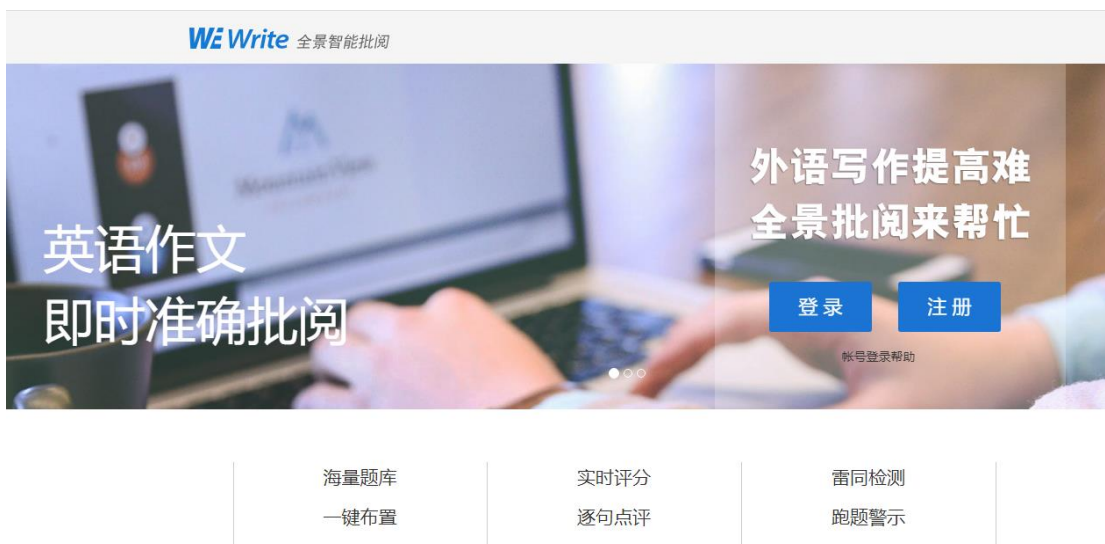 WE Write 全景智能批阅
外语写作提高难
全景批阅来帮忙
英语作文
即时准确批阅
登录
注册
帐号登录帮助
海量题库
实时评分
雷同检测
一键布置
逐句点评
跑题警示